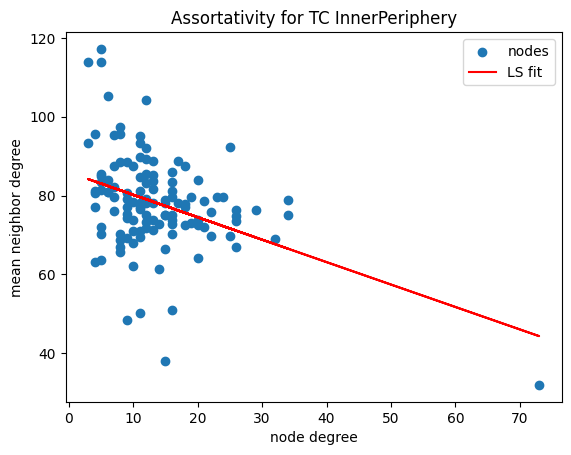 Assortativity for TC InnerPeriphery
nodes
LS fit
mean neighbor degree
120
100
80
60
40
0 10 20 30 40 50 60 70
node degree